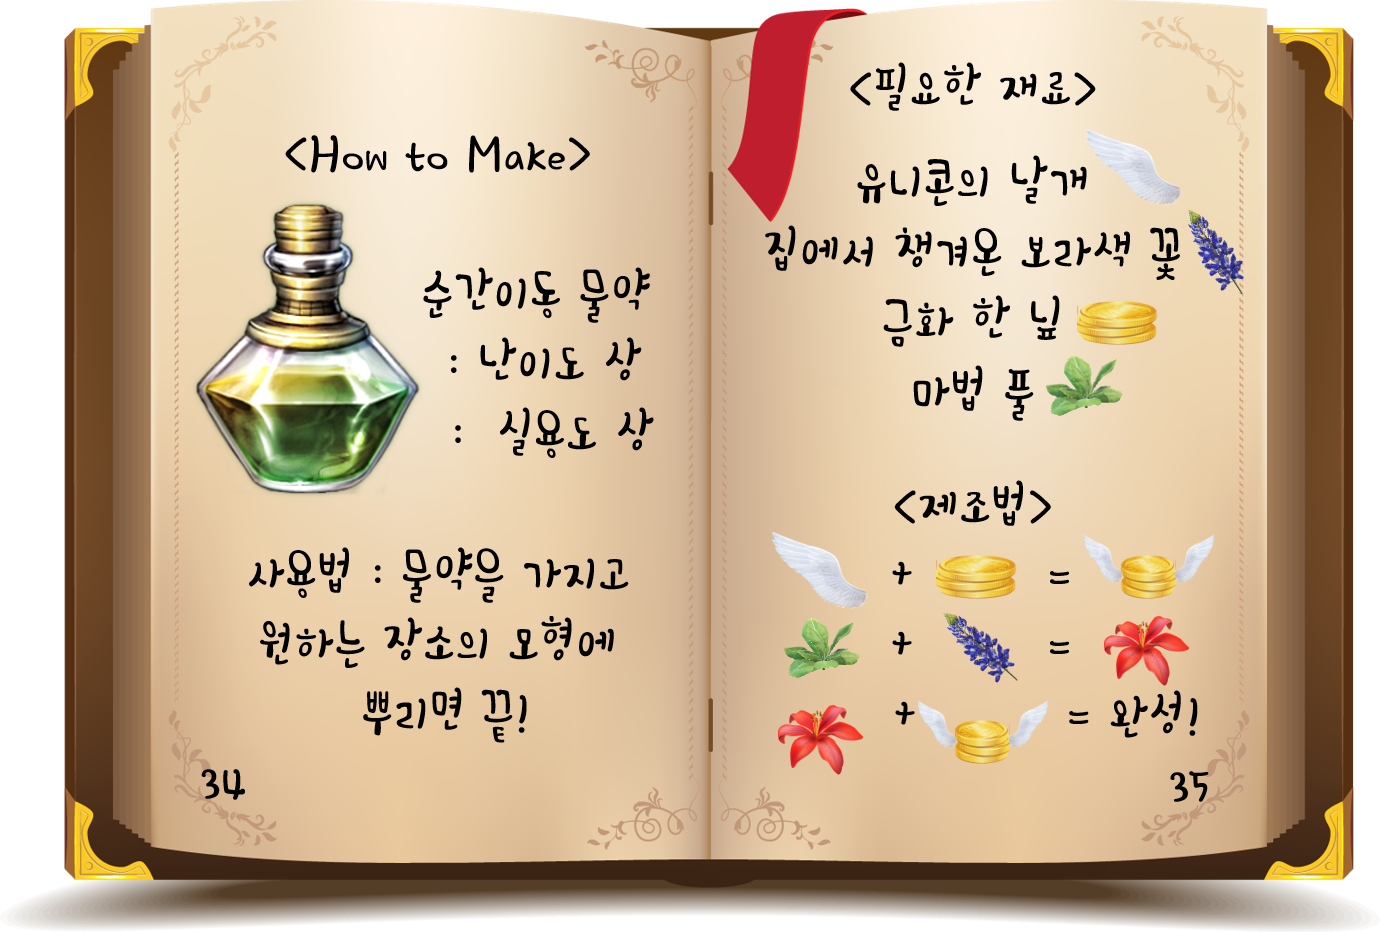 <How to Make>
순간이동 물약
: 난이도 상
: 실용도 상
사용법 : 물약을 가지고
원하는 장소의 모형에
뿌리면 끝!
34
<필요한 재료>
유니콘의 날개
집에서 챙겨온 보라색 꽃
금화 한 닢
마법 풀
<제조법>
+ =
+ =
+ = 완성!
35